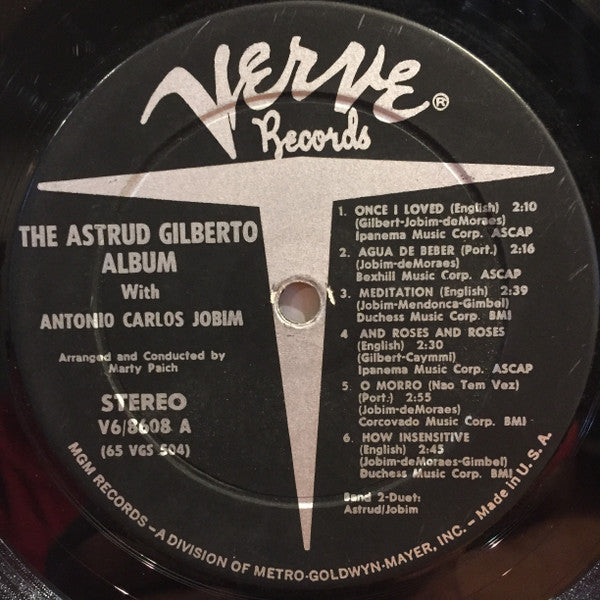 Verve®
Records
THE ASTRUD GILBERTO
ALBUM
With
ANTONIO CARLOS JOBIM
Arranged and Conducted by
Marty Paich
STEREO
V6/8608 A
(65 VGS 504)
1. ONCE I LOVED (English) 2:10
(Gilbert-Jobim-deMoraes)
Ipanema Music Corp. ASCAP
2. AGUA DE BEBER (Port.) 2:16
(Jobim-deMoraes)
Bexhill Music Corp. ASCAP
3. MEDITATION (English) 2:39
(Jobim-Mendonca-Gimbel)
Duchess Music Corp. BMI
4 AND ROSES AND ROSES
(English) 2:30
(Gilbert-Caymmi)
Ipanema Music Corp. ASCAP
5. O MORRO (Nao Tem Vez)
(Port.) 2:55
(Jobim-deMoraes)
Corcovado Music Corp. BMI
6. HOW INSENSITIVE
(English) 2:45
(Jobim-deMoraes-Gimbel)
Duchess Music Corp. BMI
Band 2-Duet:
Astrud/Jobim
MGM RECORDS – A DIVISION OF METRO-GOLDWYN-MAYER, INC. – Made in U.S.A.